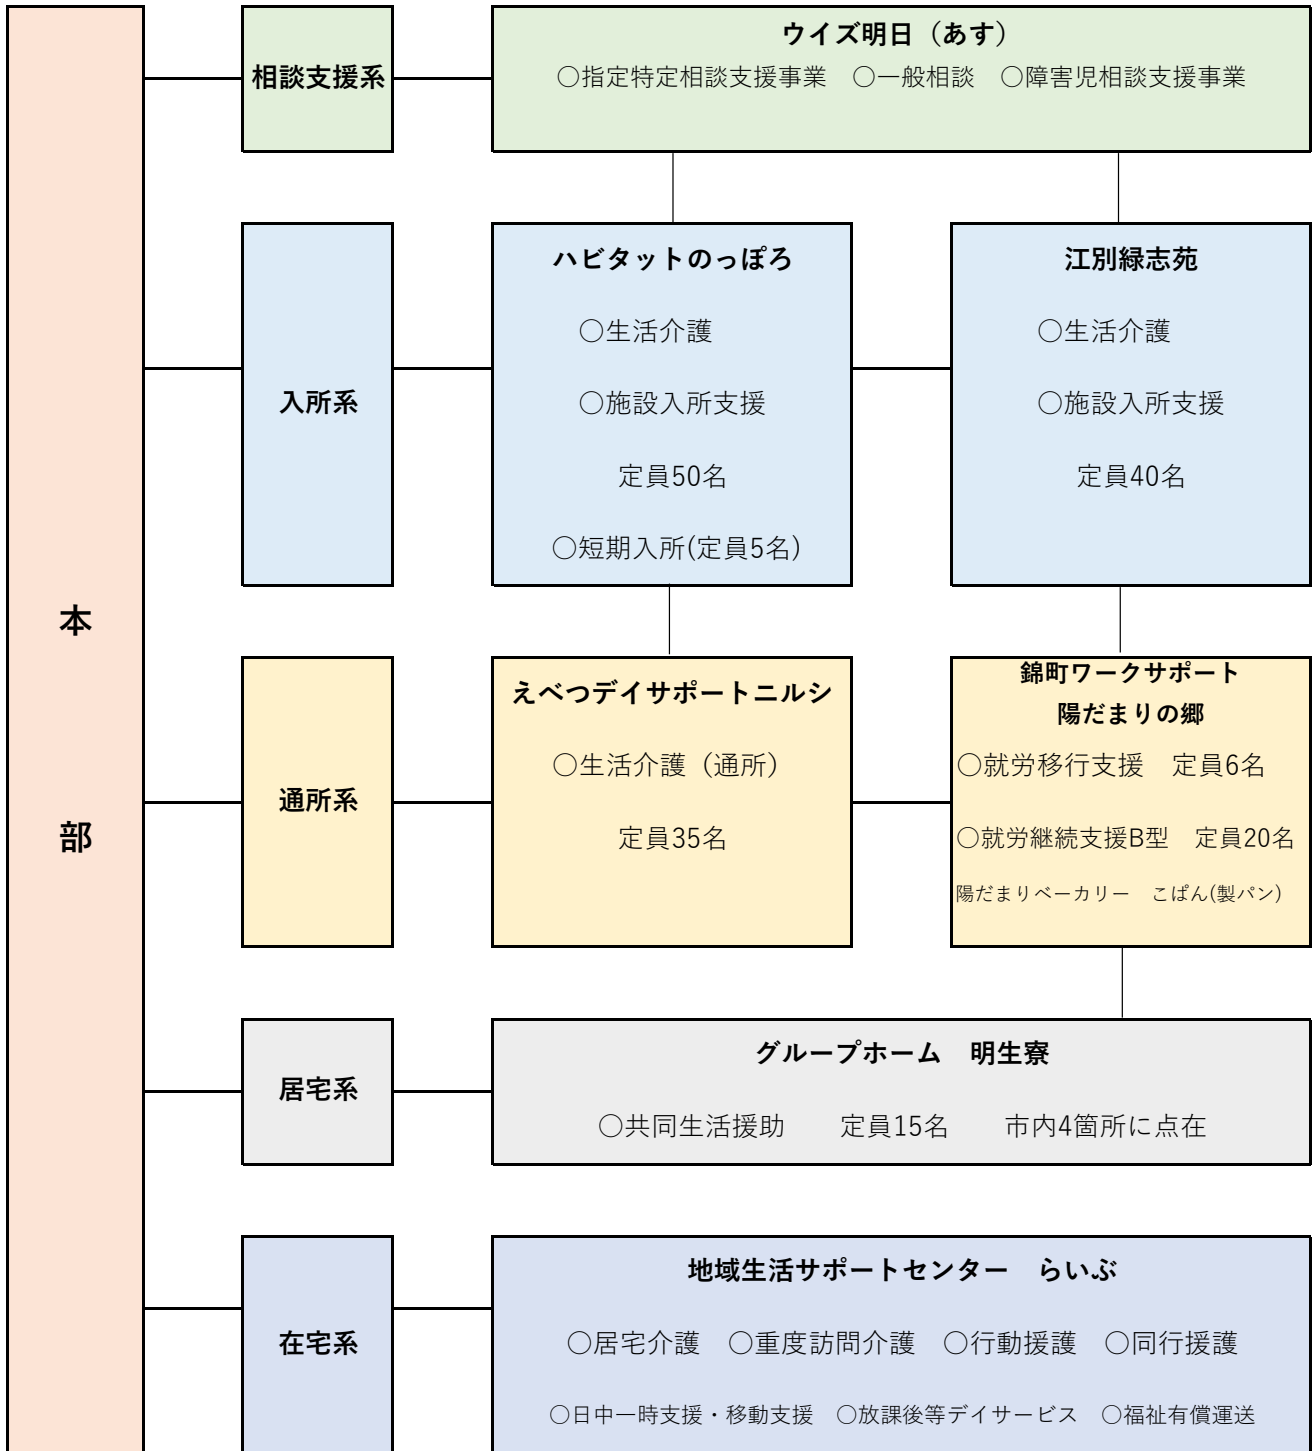 本部
相談支援系
ウイズ明日（あす）
○指定特定相談支援事業　○一般相談　○障害児相談支援事業
入所系
ハビタットのっぽろ
○生活介護
○施設入所支援
定員50名
○短期入所(定員5名)
江別緑志苑
○生活介護
○施設入所支援
定員40名
通所系
えべつデイサポートニルシ
○生活介護（通所）
定員35名
錦町ワークサポート
陽だまりの郷
○就労移行支援　定員6名
○就労継続支援B型　定員20名
陽だまりベーカリー　こぱん(製パン)
居宅系
グループホーム　明生寮
○共同生活援助　　定員15名　　市内4箇所に点在
在宅系
地域生活サポートセンター　らいぶ
○居宅介護　○重度訪問介護　○行動援護　○同行援護
○日中一時支援・移動支援　○放課後等デイサービス　○福祉有償運送